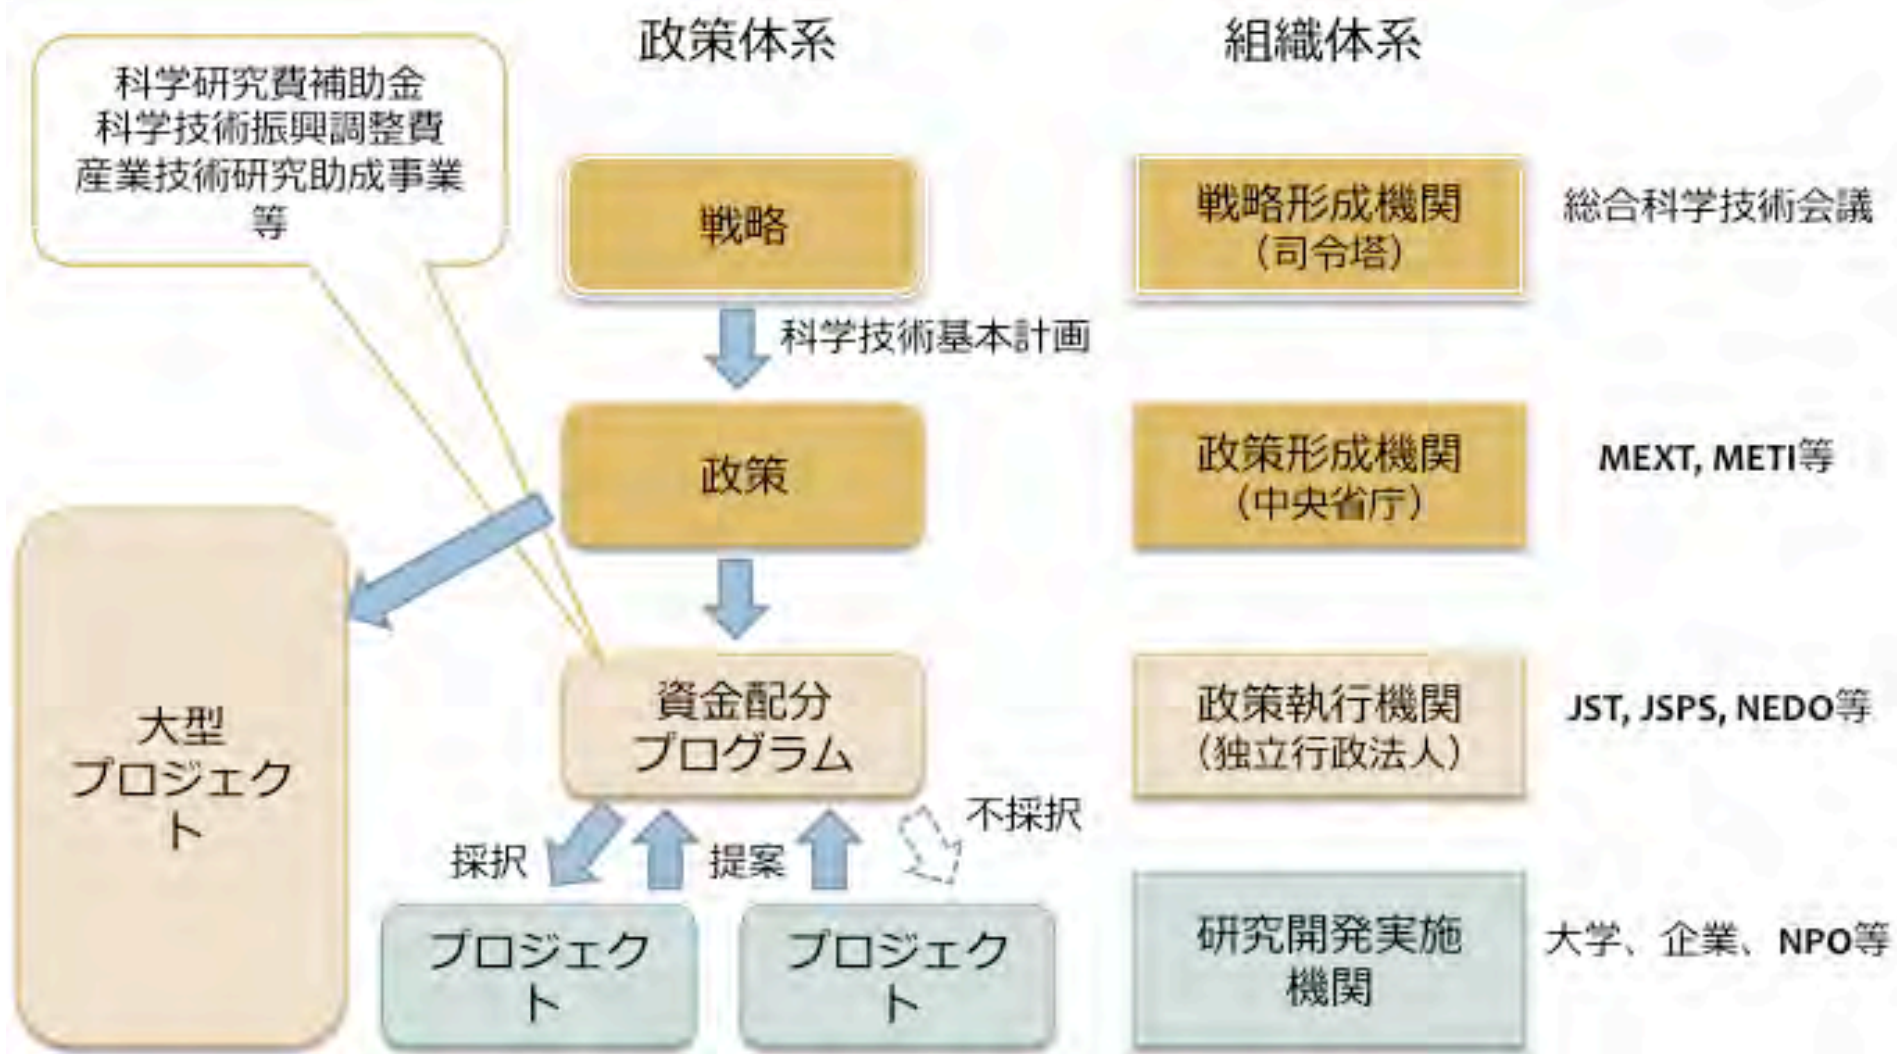 政策体系
組織体系
科学研究費補助金
科学技術振興調整費
産業技術研究助成事業
等
戦略
戦略形成機関
（司令塔）
総合科学技術会議
科学技術基本計画
政策
政策形成機関
（中央省庁）
MEXT, METI等
大型
プロジェク
ト
資金配分
プログラム
政策執行機関
（独立行政法人）
JST, JSPS, NEDO等
採択
提案
不採択
プロジェク
ト
プロジェク
ト
研究開発実施
機関
大学、企業、NPO等